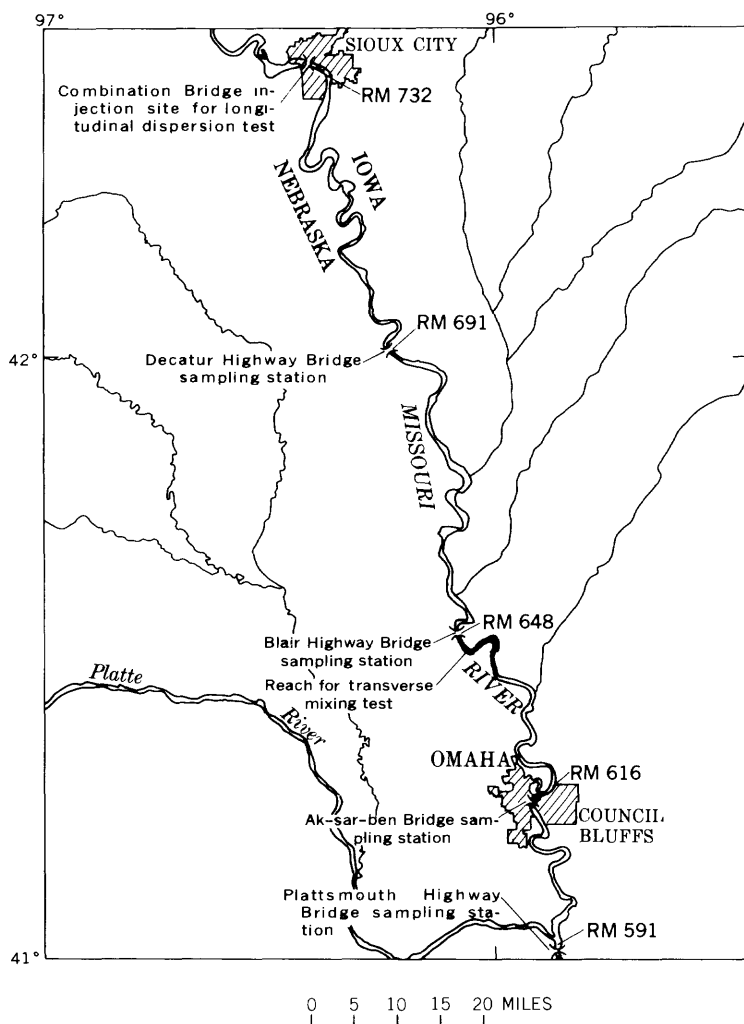 97°
96°
SIOUX CITY
Combination Bridge in-
jection site for longi-
tudinal dispersion test
RM 732
IOWA
NEBRASKA
RM 691
42°
Decatur Highway Bridge
sampling station
MISSOURI
RM 648
Blair Highway Bridge
sampling station
Reach for transverse
mixing test
RIVER
Platte
River
OMAHA
RM 616
Ak-sar-ben Bridge sam-
pling station
COUNCIL
BLUFFS
Plattsmouth Highway
Bridge sampling sta-
tion
RM 591
41°
0 5 10 15 20 MILES